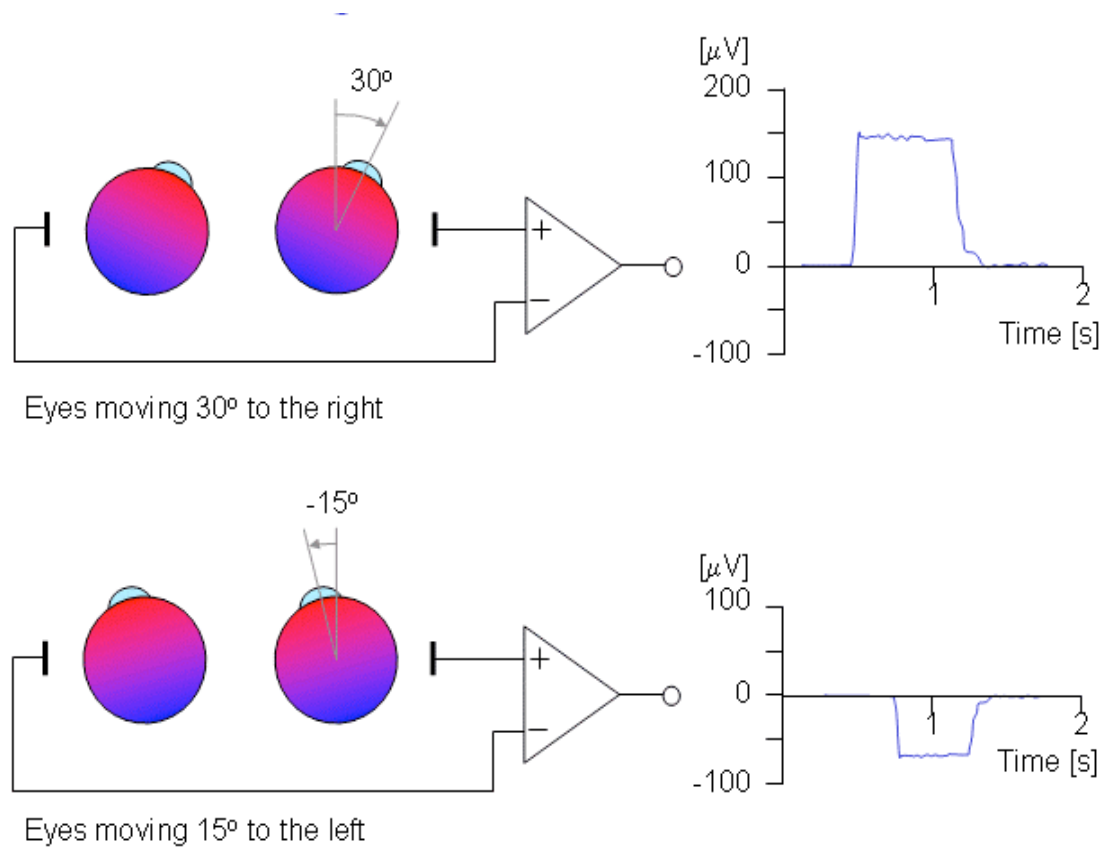 [μV]
30º
200
100
+
0
−
1
2
Time [s]
-100
Eyes moving 30º to the right
-15º
[μV]
100
+
0
−
1
2
Time [s]
-100
Eyes moving 15º to the left